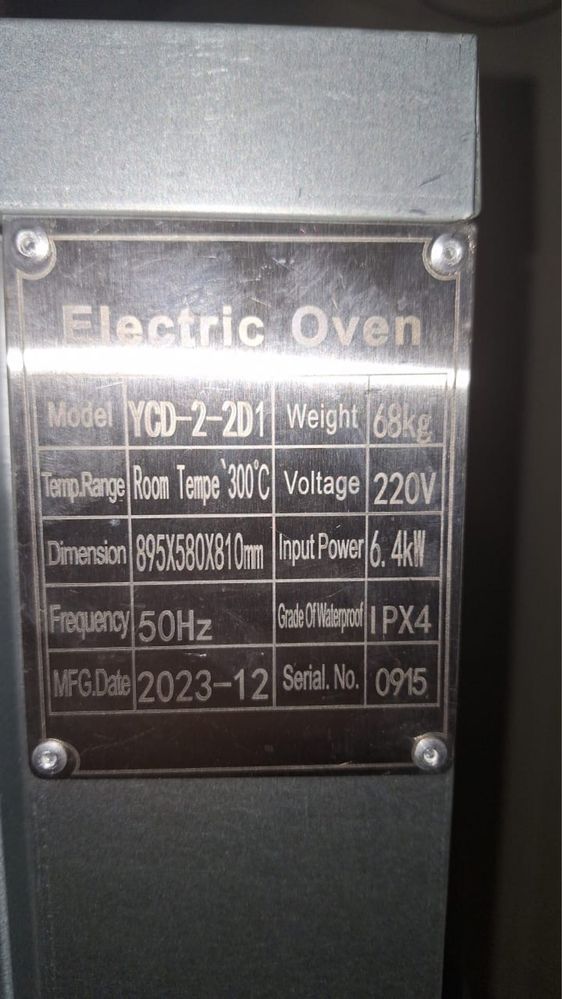 Electric Oven
Model YCD-2-2D1 Weight 68kg
Temp.Range Room Tempe`300℃ Voltage 220V
Dimension 895X580X810mm Input Power 6.4kW
Frequency 50Hz Grade Of Waterproof IPX4
MFG.Date 2023-12 Serial. No. 0915